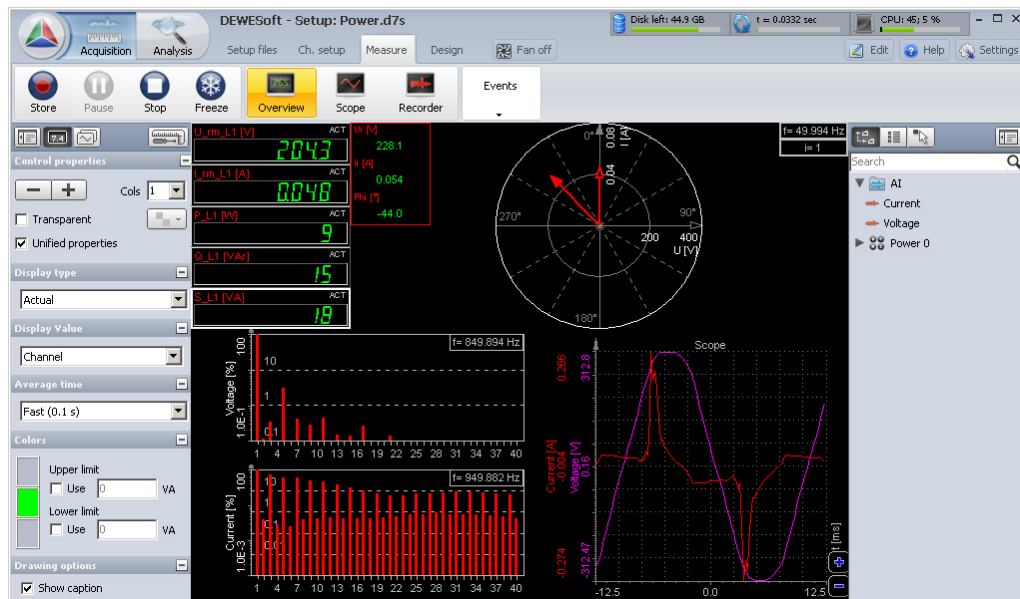 DEWESoft - Setup: Power.d7s
Disk left: 44.9 GB
t = 0.0332 sec
CPU: 45; 5 %
Acquisition
Analysis
Setup files
Ch. setup
Measure
Design
Fan off
Edit
Help
Settings
Store
Pause
Stop
Freeze
Overview
Scope
Recorder
Events
Control properties
Cols 1
Transparent
Unified properties
Display type
Actual
Display Value
Channel
Average time
Fast (0.1 s)
Colors
Upper limit
Use 0 VA
Lower limit
Use 0 VA
Drawing options
Show caption
U_rm_L1 [V] ACT
204.3
I_rm_L1 [A] ACT
0.048
P_L1 [W] ACT
9
Q_L1 [VAr] ACT
15
S_L1 [VA] ACT
18
Ui [V]
228.1
Ii [A]
0.054
Phi [°]
-44.0
0°
90°
180°
270°
0.08
I [A]
0.04
200 400
U [V]
f= 49.994 Hz
i= 1
f= 849.894 Hz
Voltage [%]
100
10
1
0.1
1.0E-1
1 4 7 10 13 16 19 22 25 28 31 34 37 40
f= 949.882 Hz
Current [%]
100
10
1
0.1
1.0E-3
1 4 7 10 13 16 19 22 25 28 31 34 37 40
Scope
0.266
312.8
Current [A]
-0.004
Voltage [V]
0.16
-0.274
-312.47
-12.5 0.0 12.5
t [ms]
Search
AI
Current
Voltage
Power 0